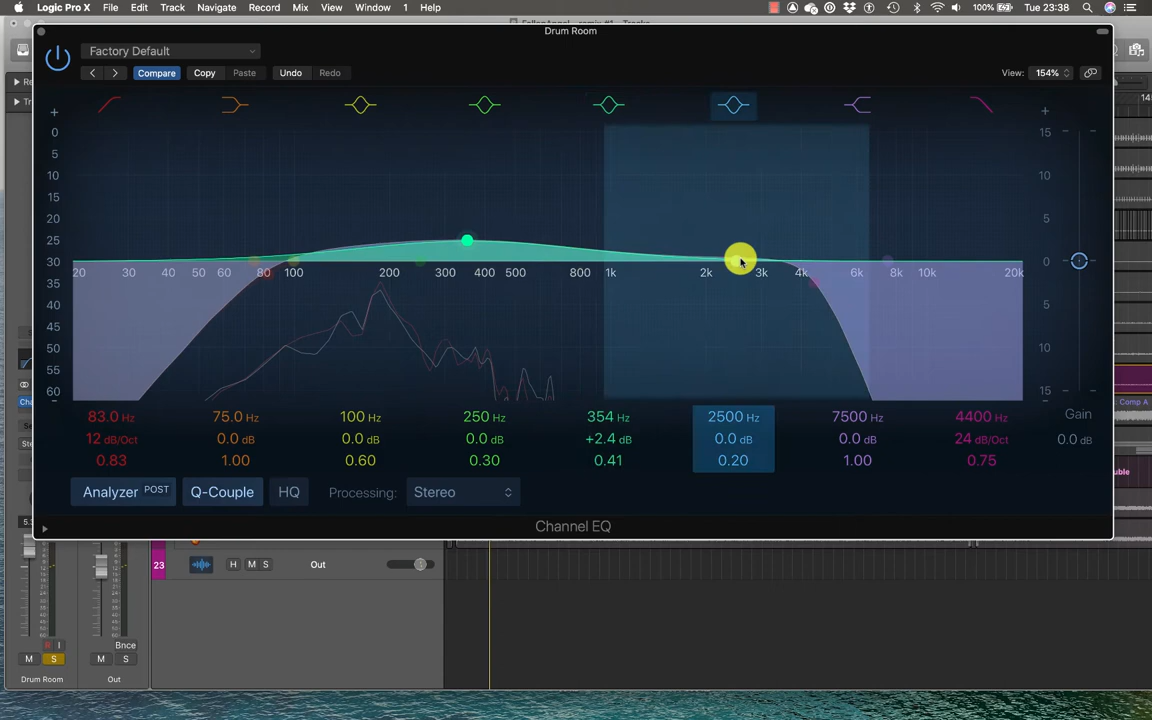 Logic Pro X File Edit Track Navigate Record Mix View Window 1 Help 100% Tue 23:38
Drum Room
Factory Default
Compare Copy Paste Undo Redo View: 154%
+ +
0 15
5
10 10
15
20 5
25
30 0
20 30 40 50 60 80 100 200 300 400 500 800 1k 2k 3k 4k 6k 8k 10k 20k
35
40 5
45
50 10
55
60 15
- -
83.0 Hz 75.0 Hz 100 Hz 250 Hz 354 Hz 2500 Hz 7500 Hz 4400 Hz Gain
12 dB/Oct 0.0 dB 0.0 dB 0.0 dB +2.4 dB 0.0 dB 0.0 dB 24 dB/Oct 0.0 dB
0.83 1.00 0.60 0.30 0.41 0.20 1.00 0.75
Analyzer POST Q-Couple HQ Processing: Stereo
Channel EQ
Comp A
23 H M S Out
R I Bnce
M S M S
Drum Room Out